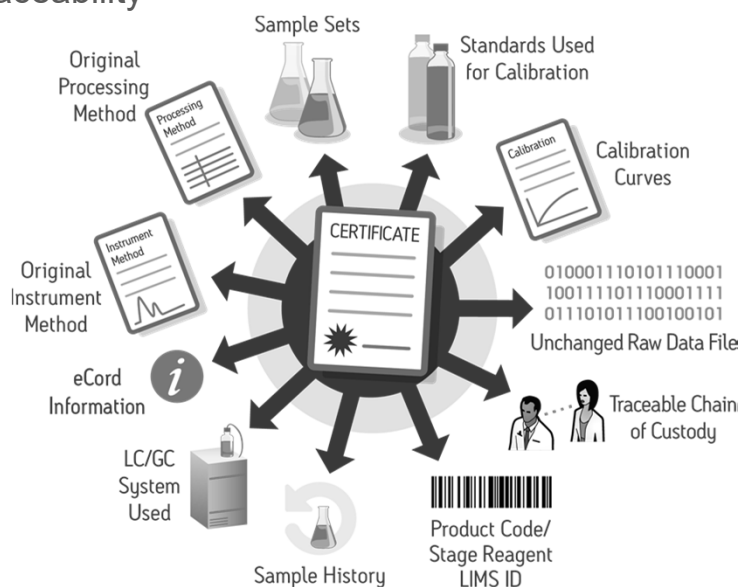 Sample Sets
Standards Used
for Calibration
Original
Processing
Method
Processing
Method
Calibration
Calibration
Curves
CERTIFICATE
Instrument
Method
Original
Instrument
Method
010001110101110001
100111101110001111
011101011100100101
Unchanged Raw Data File
eCord
Information
i
Traceable Chain
of Custody
LC/GC
System
Used
Product Code/
Stage Reagent
LIMS ID
Sample History